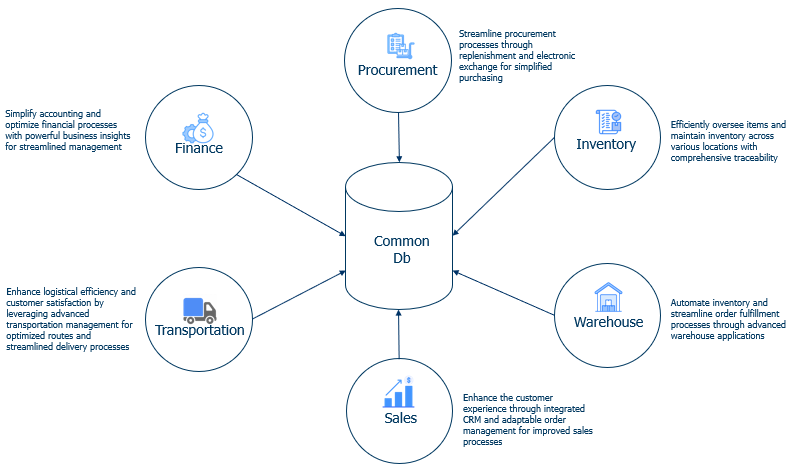 Streamline procurement
processes through
replenishment and electronic
exchange for simplified
purchasing
Procurement
Simplify accounting and
optimize financial processes
with powerful business insights
for streamlined management
Finance
Inventory
Efficiently oversee items and
maintain inventory across
various locations with
comprehensive traceability
Common
Db
Enhance logistical efficiency and
customer satisfaction by
leveraging advanced
transportation management for
optimized routes and
streamlined delivery processes
Transportation
Warehouse
Automate inventory and
streamline order fulfillment
processes through advanced
warehouse applications
Sales
Enhance the customer
experience through integrated
CRM and adaptable order
management for improved sales
processes